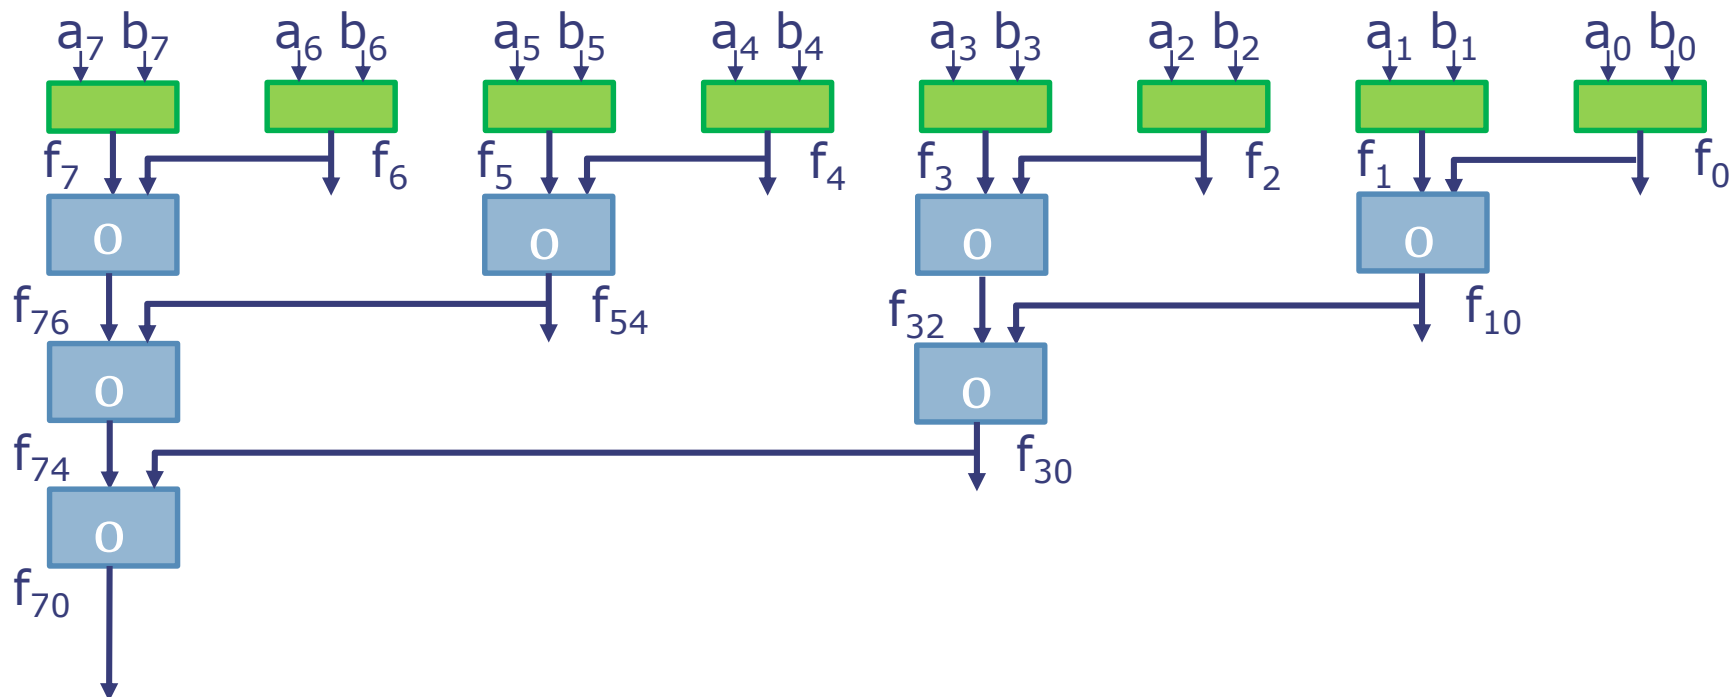 a₇ b₇ a₆ b₆ a₅ b₅ a₄ b₄ a₃ b₃ a₂ b₂ a₁ b₁ a₀ b₀
f₇ f₆ f₅ f₄ f₃ f₂ f₁ f₀
o o o o
f₇₆ f₅₄ f₃₂ f₁₀
o o
f₇₄ f₃₀
o
f₇₀